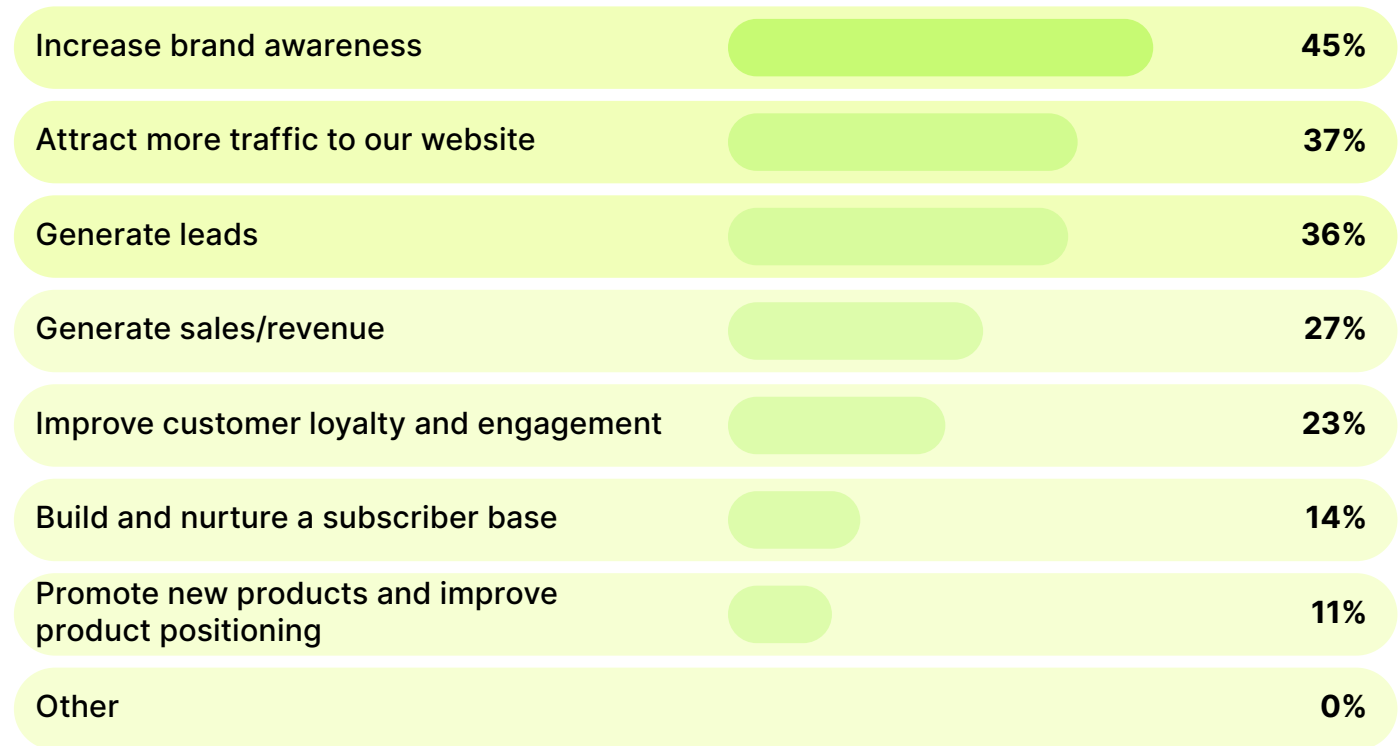 Increase brand awareness 45%
Attract more traffic to our website 37%
Generate leads 36%
Generate sales/revenue 27%
Improve customer loyalty and engagement 23%
Build and nurture a subscriber base 14%
Promote new products and improve
product positioning 11%
Other 0%